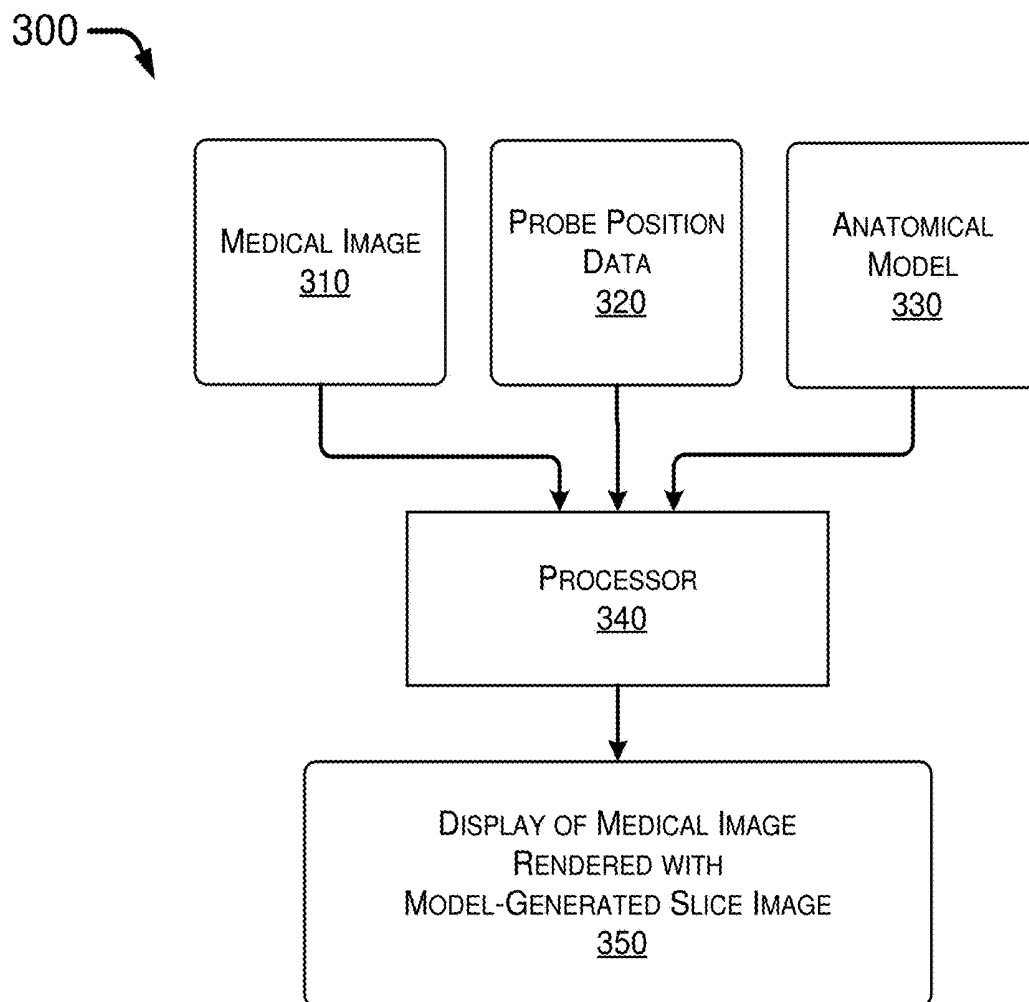 300
MEDICAL IMAGE
310
PROBE POSITION
DATA
320
ANATOMICAL
MODEL
330
PROCESSOR
340
DISPLAY OF MEDICAL IMAGE
RENDERED WITH
MODEL-GENERATED SLICE IMAGE
350